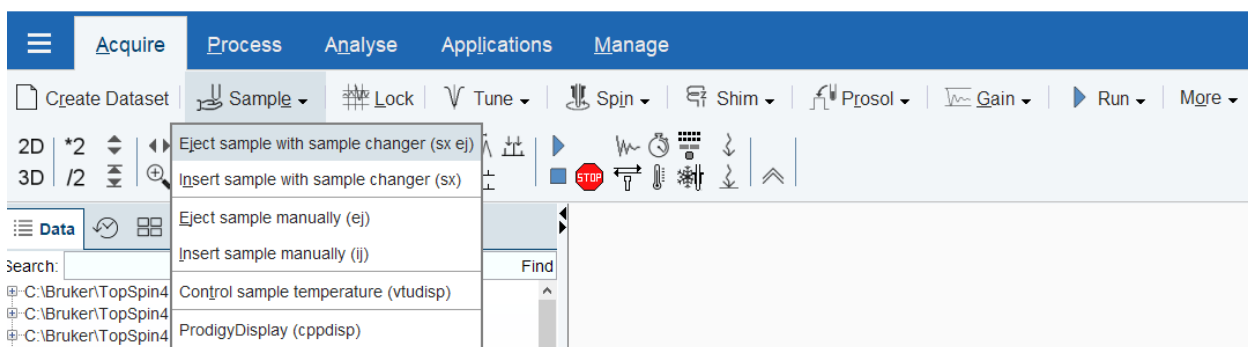 Acquire Process Analyse Applications Manage
Create Dataset Sample Lock Tune Spin Shim Prosol Gain Run More
2D *2
Eject sample with sample changer (sx ej)
STOP
3D /2
Insert sample with sample changer (sx)
Data
Eject sample manually (ej)
Insert sample manually (ij)
Search: Find
C:\Bruker\TopSpin4
Control sample temperature (vtudisp)
C:\Bruker\TopSpin4
C:\Bruker\TopSpin4
ProdigyDisplay (cppdisp)